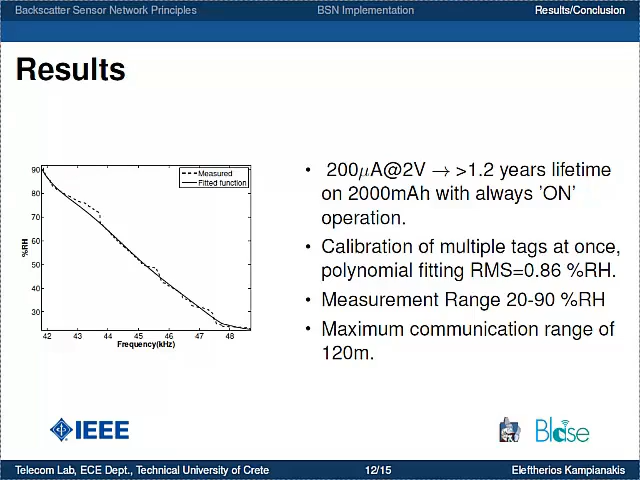 Backscatter Sensor Network Principles BSN Implementation Results/Conclusion
Results
90
80
70
60
50
40
30
%RH
Measured
Fitted function
42 43 44 45 46 47 48
Frequency(kHz)
• 200μA@2V → >1.2 years lifetime
on 2000mAh with always 'ON'
operation.
• Calibration of multiple tags at once,
polynomial fitting RMS=0.86 %RH.
• Measurement Range 20-90 %RH
• Maximum communication range of
120m.
IEEE
Blase
Telecom Lab, ECE Dept., Technical University of Crete 12/15 Eleftherios Kampianakis